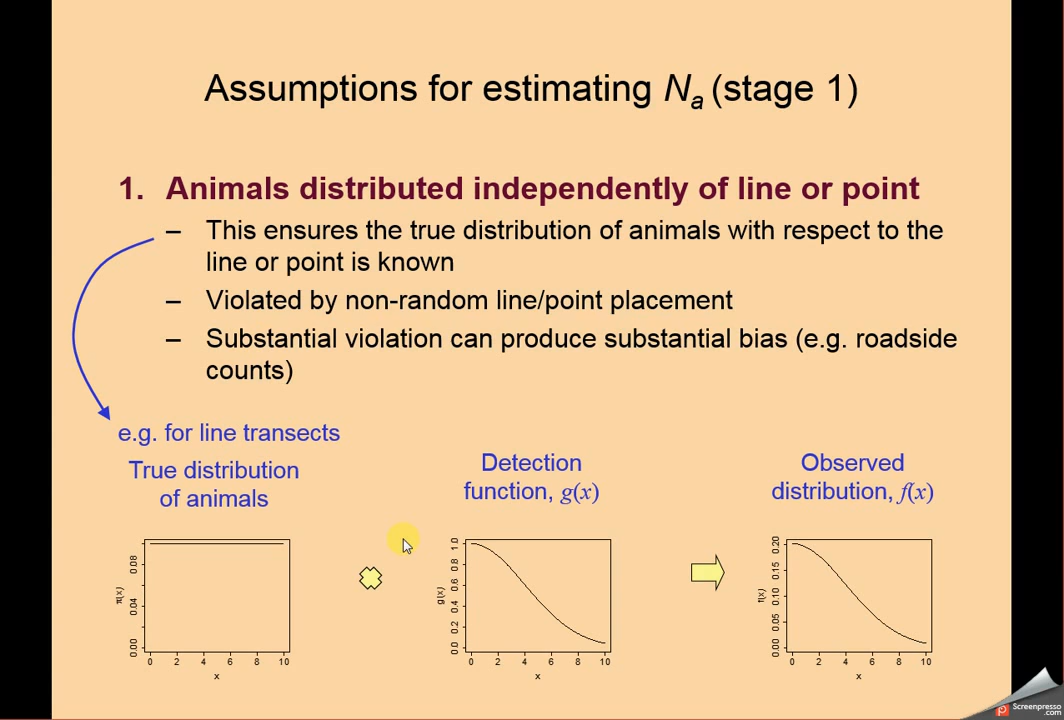 Assumptions for estimating Na (stage 1)
1. Animals distributed independently of line or point
– This ensures the true distribution of animals with respect to the
line or point is known
– Violated by non-random line/point placement
– Substantial violation can produce substantial bias (e.g. roadside
counts)
e.g. for line transects
True distribution
of animals
0.00 0.04 0.08
π(x)
0 2 4 6 8 10
x
Detection
function, g(x)
0.0 0.2 0.4 0.6 0.8 1.0
g(x)
0 2 4 6 8 10
x
Observed
distribution, f(x)
0.00 0.05 0.10 0.15 0.20
f(x)
0 2 4 6 8 10
x
Screenpresso
.com